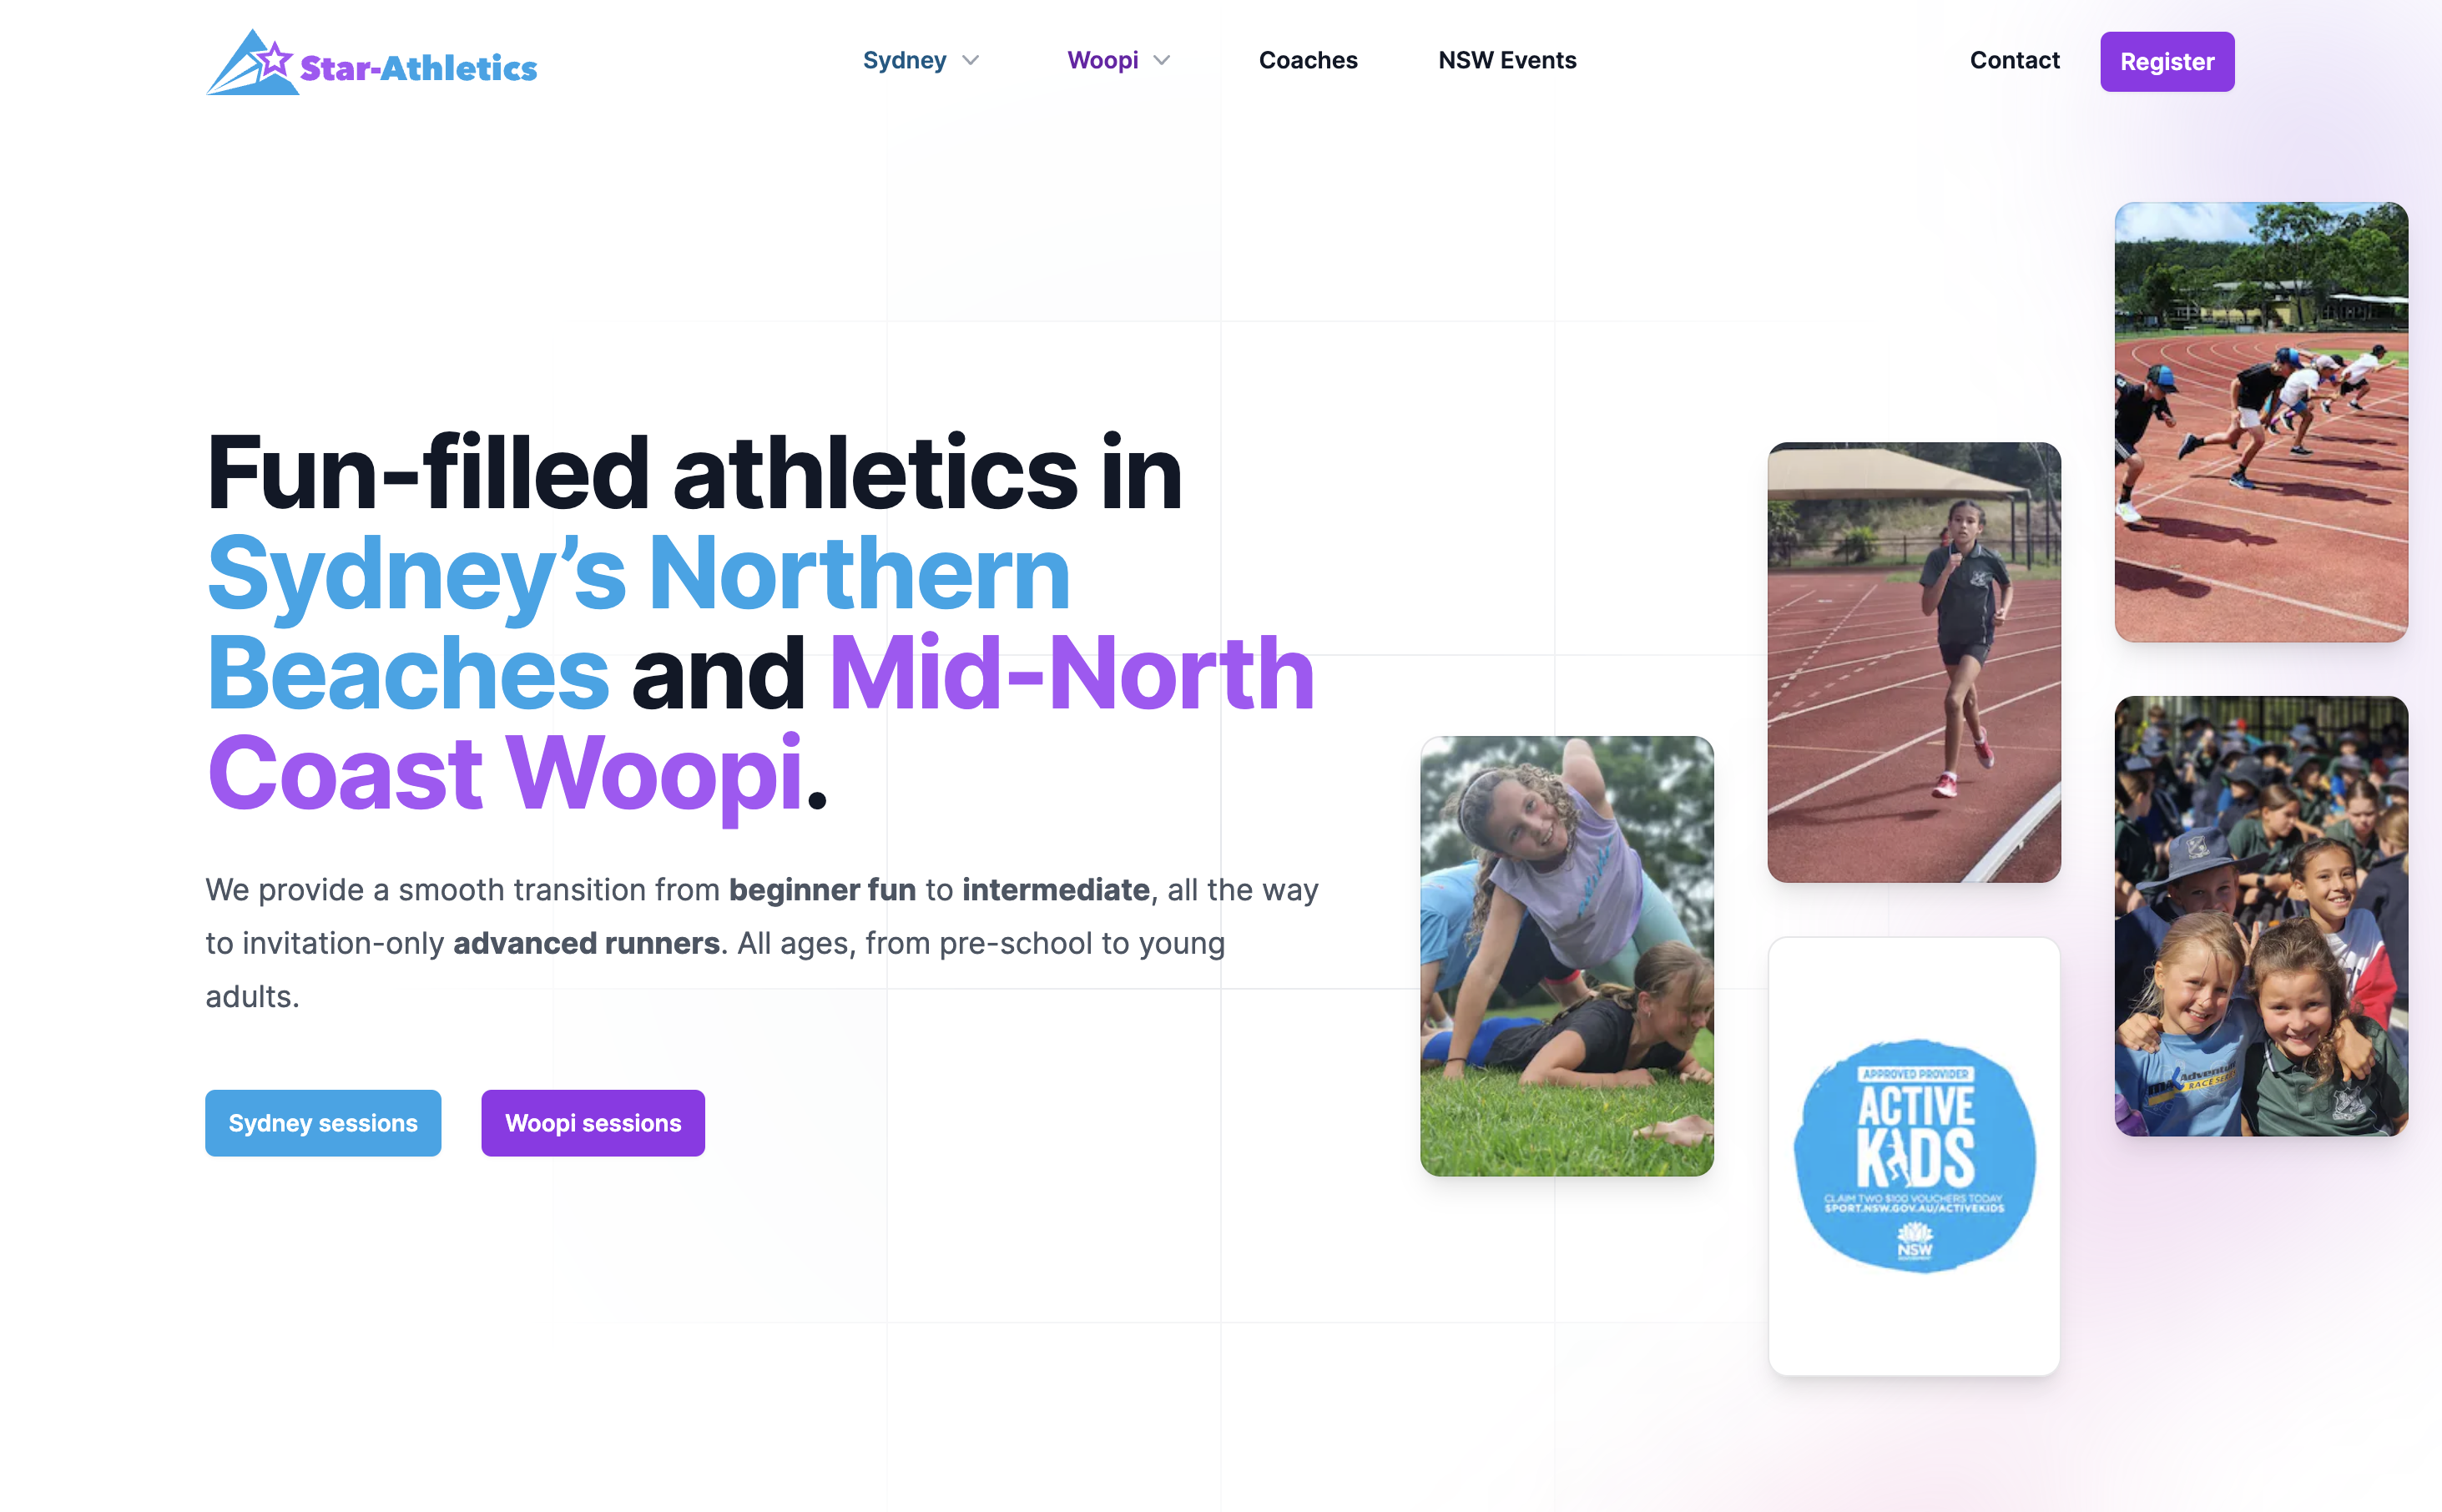 Star-Athletics
Sydney
Woopi
Coaches
NSW Events
Contact
Register
Fun-filled athletics in
Sydney’s Northern
Beaches and Mid-North
Coast Woopi.
We provide a smooth transition from beginner fun to intermediate, all the way
to invitation-only advanced runners. All ages, from pre-school to young
adults.
Sydney sessions
Woopi sessions
APPROVED PROVIDER
ACTIVE
KIDS
CLAIM TWO $100 VOUCHERS TODAY
SPORT.NSW.GOV.AU/ACTIVEKIDS
NSW